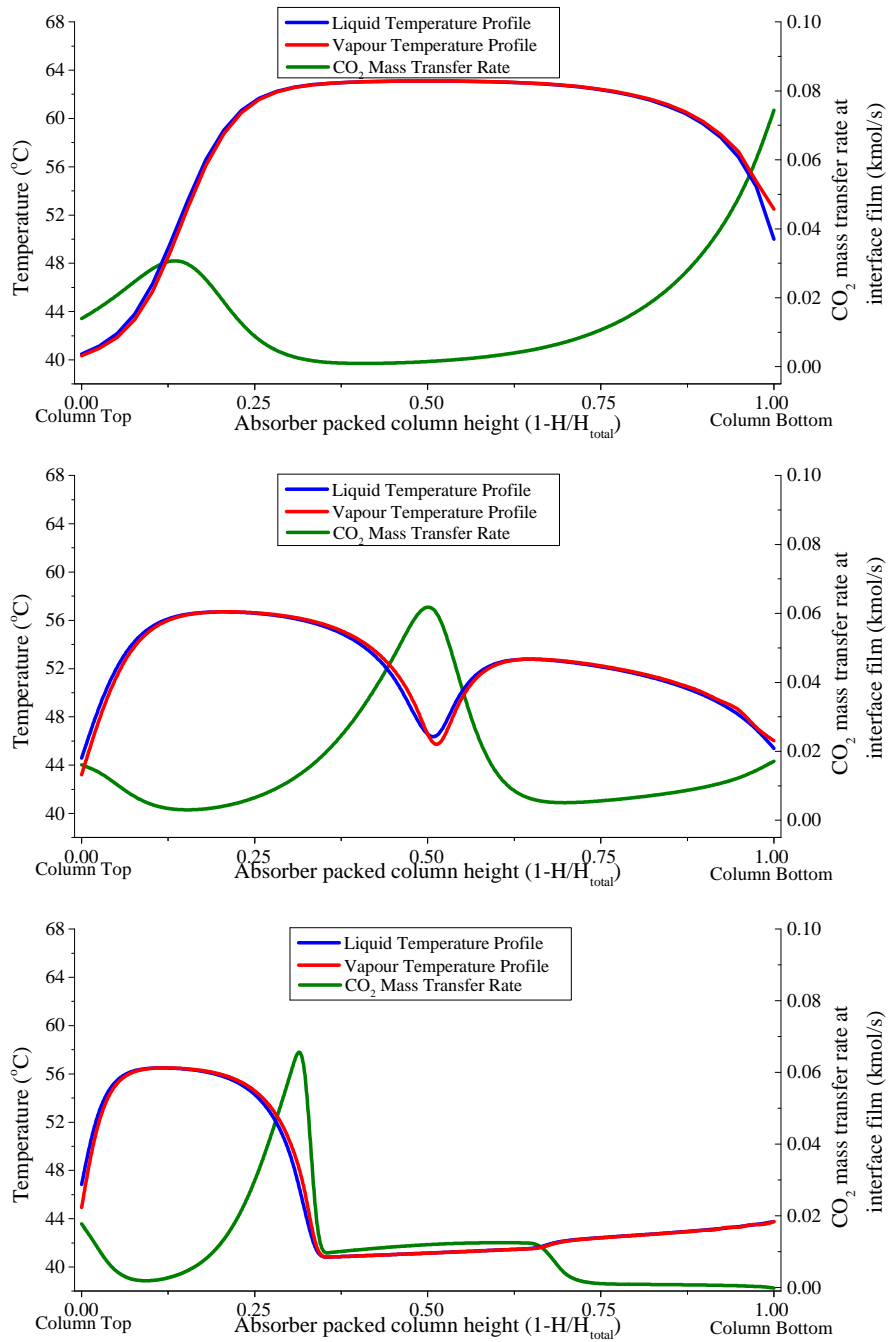 Liquid Temperature Profile
Vapour Temperature Profile
CO₂ Mass Transfer Rate
68
64
60
56
52
48
44
40
Temperature (°C)
0.10
0.08
0.06
0.04
0.02
0.00
CO₂ mass transfer rate at
interface film (kmol/s)
0.00
0.25
0.50
0.75
1.00
Column Top
Absorber packed column height (1-H/H_total)
Column Bottom
Liquid Temperature Profile
Vapour Temperature Profile
CO₂ Mass Transfer Rate
68
64
60
56
52
48
44
40
Temperature (°C)
0.10
0.08
0.06
0.04
0.02
0.00
CO₂ mass transfer rate at
interface film (kmol/s)
0.00
0.25
0.50
0.75
1.00
Column Top
Absorber packed column height (1-H/H_total)
Column Bottom
Liquid Temperature Profile
Vapour Temperature Profile
CO₂ Mass Transfer Rate
68
64
60
56
52
48
42
40
Temperature (°C)
0.10
0.08
0.06
0.04
0.02
0.00
CO₂ mass transfer rate at
interface film (kmol/s)
0.00
0.25
0.50
0.75
1.00
Column Top
Absorber packed column height (1-H/H_total)
Column Bottom